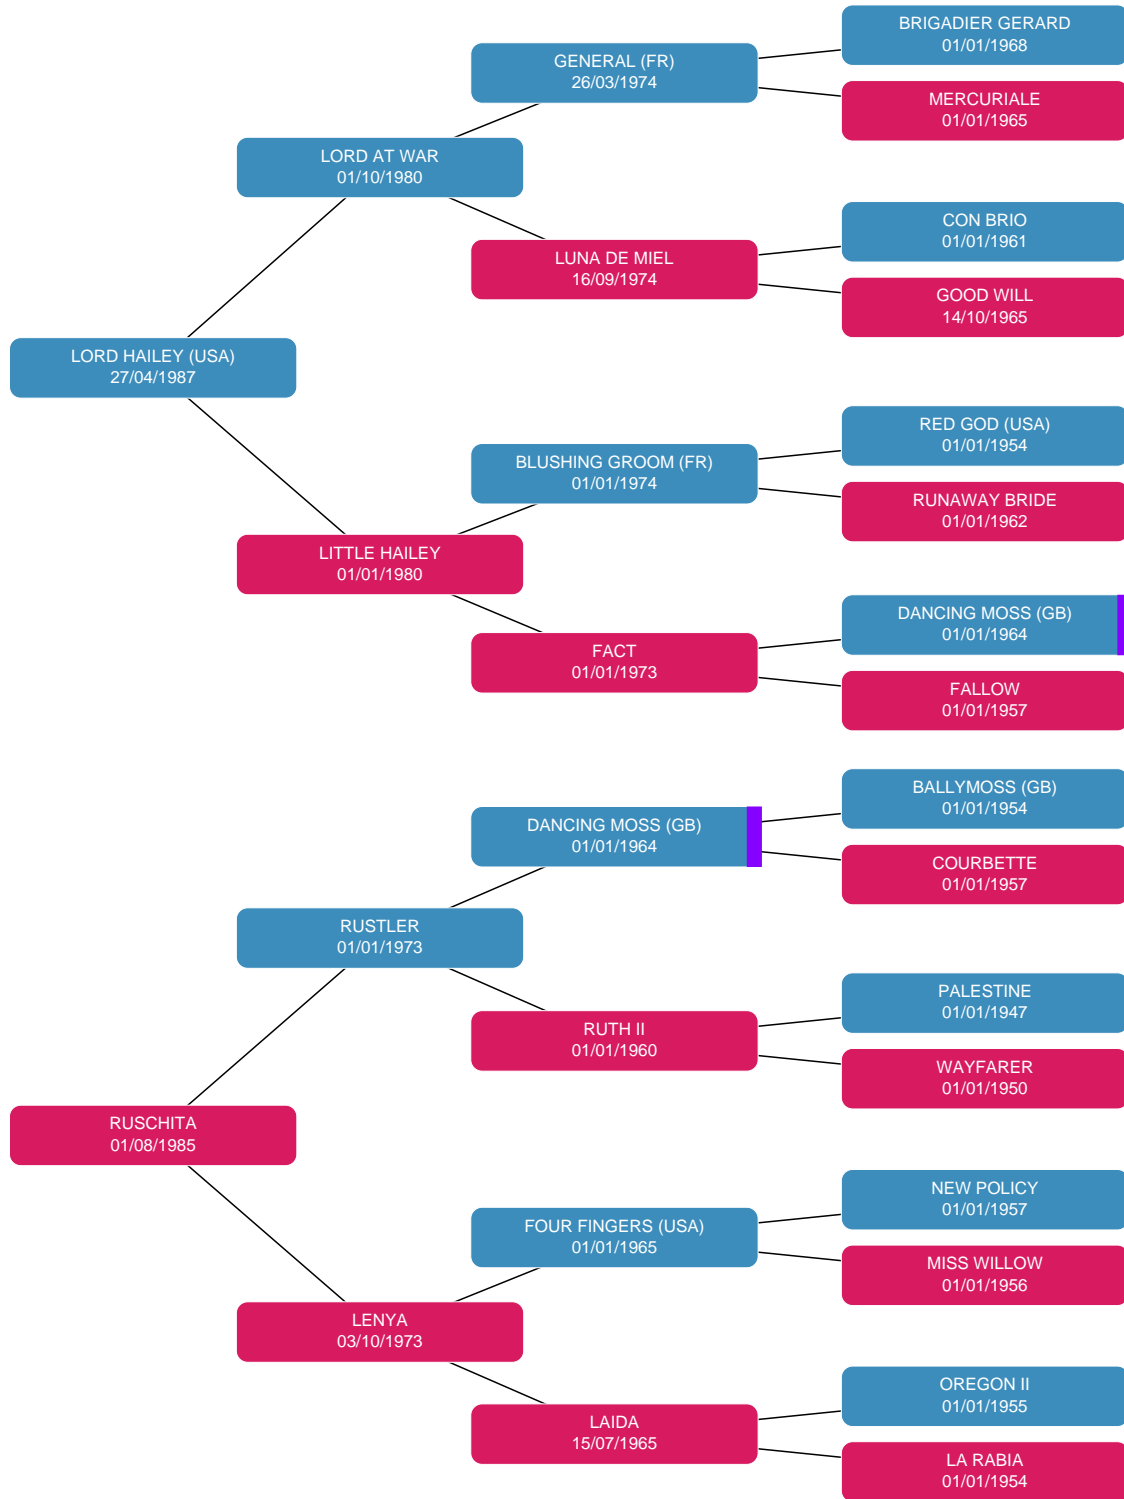 BRIGADIER GERARD
01/01/1968
GENERAL (FR)
26/03/1974
MERCURIALE
01/01/1965
LORD AT WAR
01/10/1980
CON BRIO
01/01/1961
LUNA DE MIEL
16/09/1974
GOOD WILL
14/10/1965
LORD HAILEY (USA)
27/04/1987
RED GOD (USA)
01/01/1954
BLUSHING GROOM (FR)
01/01/1974
RUNAWAY BRIDE
01/01/1962
LITTLE HAILEY
01/01/1980
DANCING MOSS (GB)
01/01/1964
FACT
01/01/1973
FALLOW
01/01/1957
BALLYMOSS (GB)
01/01/1954
DANCING MOSS (GB)
01/01/1964
COURBETTE
01/01/1957
RUSTLER
01/01/1973
PALESTINE
01/01/1947
RUTH II
01/01/1960
WAYFARER
01/01/1950
RUSCHITA
01/08/1985
NEW POLICY
01/01/1957
FOUR FINGERS (USA)
01/01/1965
MISS WILLOW
01/01/1956
LENYA
03/10/1973
OREGON II
01/01/1955
LAIDA
15/07/1965
LA RABIA
01/01/1954